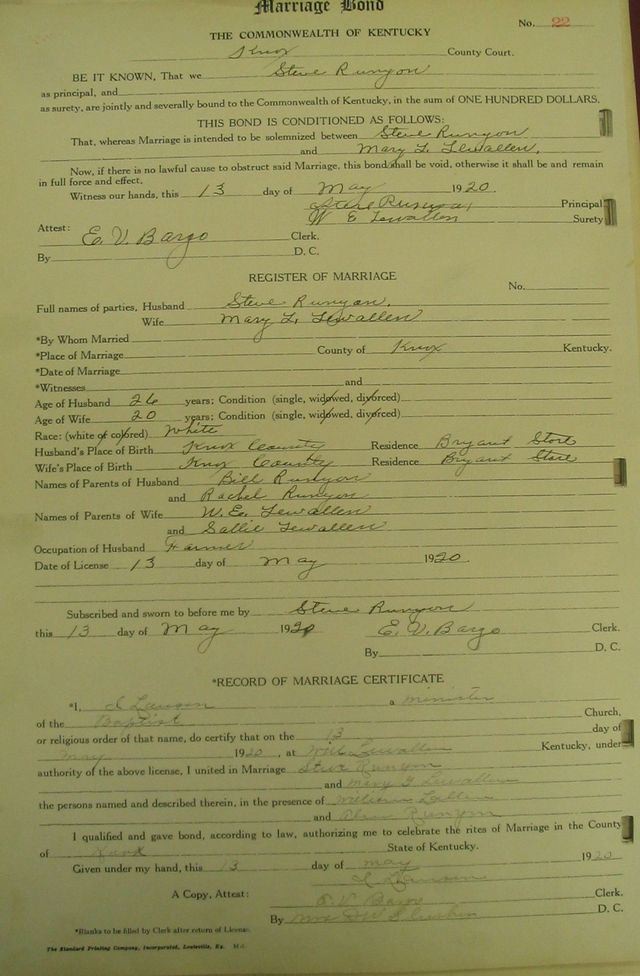 Marriage Bond
No. 22
THE COMMONWEALTH OF KENTUCKY
Knox County Court.
BE IT KNOWN, That we Steve Runyon
as principal, and
as surety, are jointly and severally bound to the Commonwealth of Kentucky, in the sum of ONE HUNDRED DOLLARS.
THIS BOND IS CONDITIONED AS FOLLOWS:
That, whereas Marriage is intended to be solemnized between Steve Runyon
and Mary L. Lewallen.
Now, if there is no lawful cause to obstruct said Marriage, this bond shall be void, otherwise it shall be and remain
in full force and effect.
Witness our hands, this 13 day of May 1920.
Steve Runyon Principal
W E Lewallen Surety
Attest: E. V. Bargo Clerk.
By D. C.
REGISTER OF MARRIAGE
No.
Full names of parties, Husband Steve Runyon.
Wife Mary L. Lewallen
*By Whom Married
*Place of Marriage County of Knox Kentucky.
*Date of Marriage
*Witnesses and
Age of Husband 26 years; Condition (single, widowed, divorced)
Age of Wife 20 years; Condition (single, widowed, divorced)
Race: (white or colored) White
Husband's Place of Birth Knox County Residence Bryant Store
Wife's Place of Birth Knox County Residence Bryant Store
Names of Parents of Husband Bill Runyon
and Rachel Runyon
Names of Parents of Wife W. E. Lewallen
and Sallie Lewallen
Occupation of Husband Farmer
Date of License 13 day of May 1920.
Subscribed and sworn to before me by Steve Runyon
this 13 day of May 1920 E. V. Bargo Clerk.
By D. C.
*RECORD OF MARRIAGE CERTIFICATE
*I, Lawson a minister
of the Baptist Church,
or religious order of that name, do certify that on the 13 day of
May 1920, at Lewallen Kentucky, under
authority of the above license, I united in Marriage Steve Runyon
and Mary Lewallen
the persons named and described therein, in the presence of William
and Runyon
I qualified and gave bond, according to law, authorizing me to celebrate the rites of Marriage in the County
of Knox State of Kentucky.
Given under my hand, this 13 day of May 1920
Lawson
A Copy, Attest: E. V. Bargo Clerk.
By Mrs D. C.
*Blanks to be filled by Clerk after return of License.
The Standard Printing Company, Incorporated, Louisville, Ky.